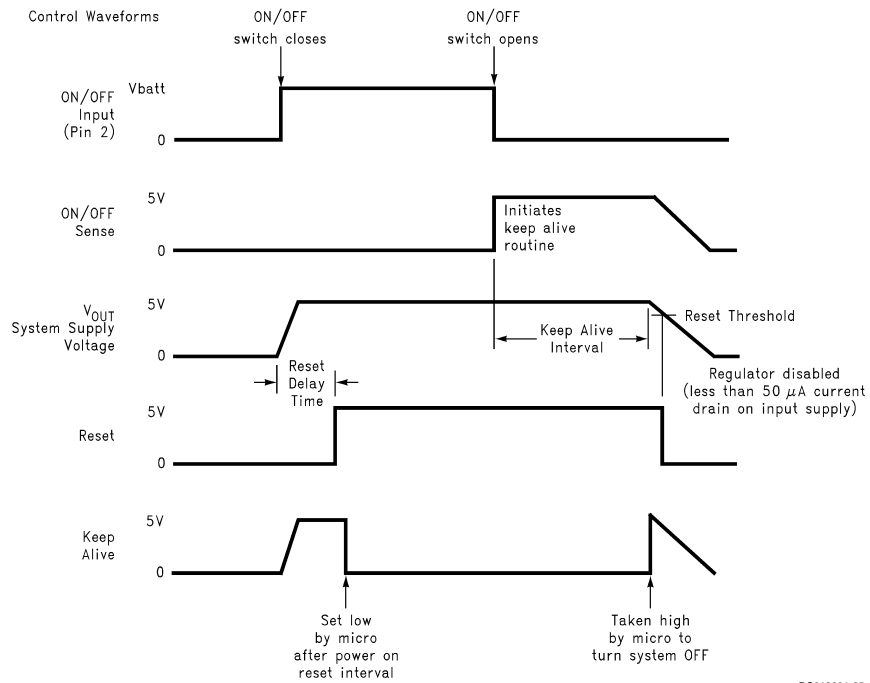 Control Waveforms
ON/OFF
switch closes
ON/OFF
switch opens
ON/OFF
Input
(Pin 2)
Vbatt
0
ON/OFF
Sense
5V
0
Initiates
keep alive
routine
VOUT
System Supply
Voltage
5V
0
Reset
Delay
Time
Keep Alive
Interval
Reset Threshold
Regulator disabled
(less than 50 μA current
drain on input supply)
Reset
5V
0
Keep
Alive
5V
0
Set low
by micro
after power on
reset interval
Taken high
by micro to
turn system OFF